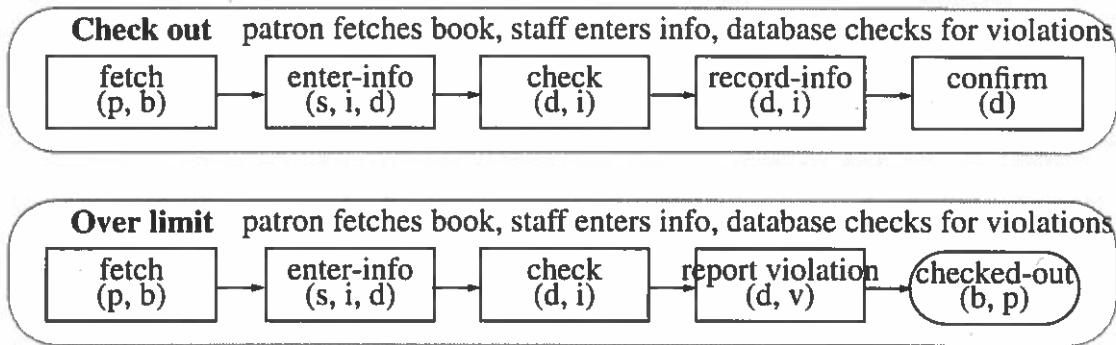 Check out patron fetches book, staff enters info, database checks for violations
fetch enter-info check record-info confirm
(p, b) (s, i, d) (d, i) (d, i) (d)
Over limit patron fetches book, staff enters info, database checks for violations
fetch enter-info check report violation checked-out
(p, b) (s, i, d) (d, i) (d, v) (b, p)